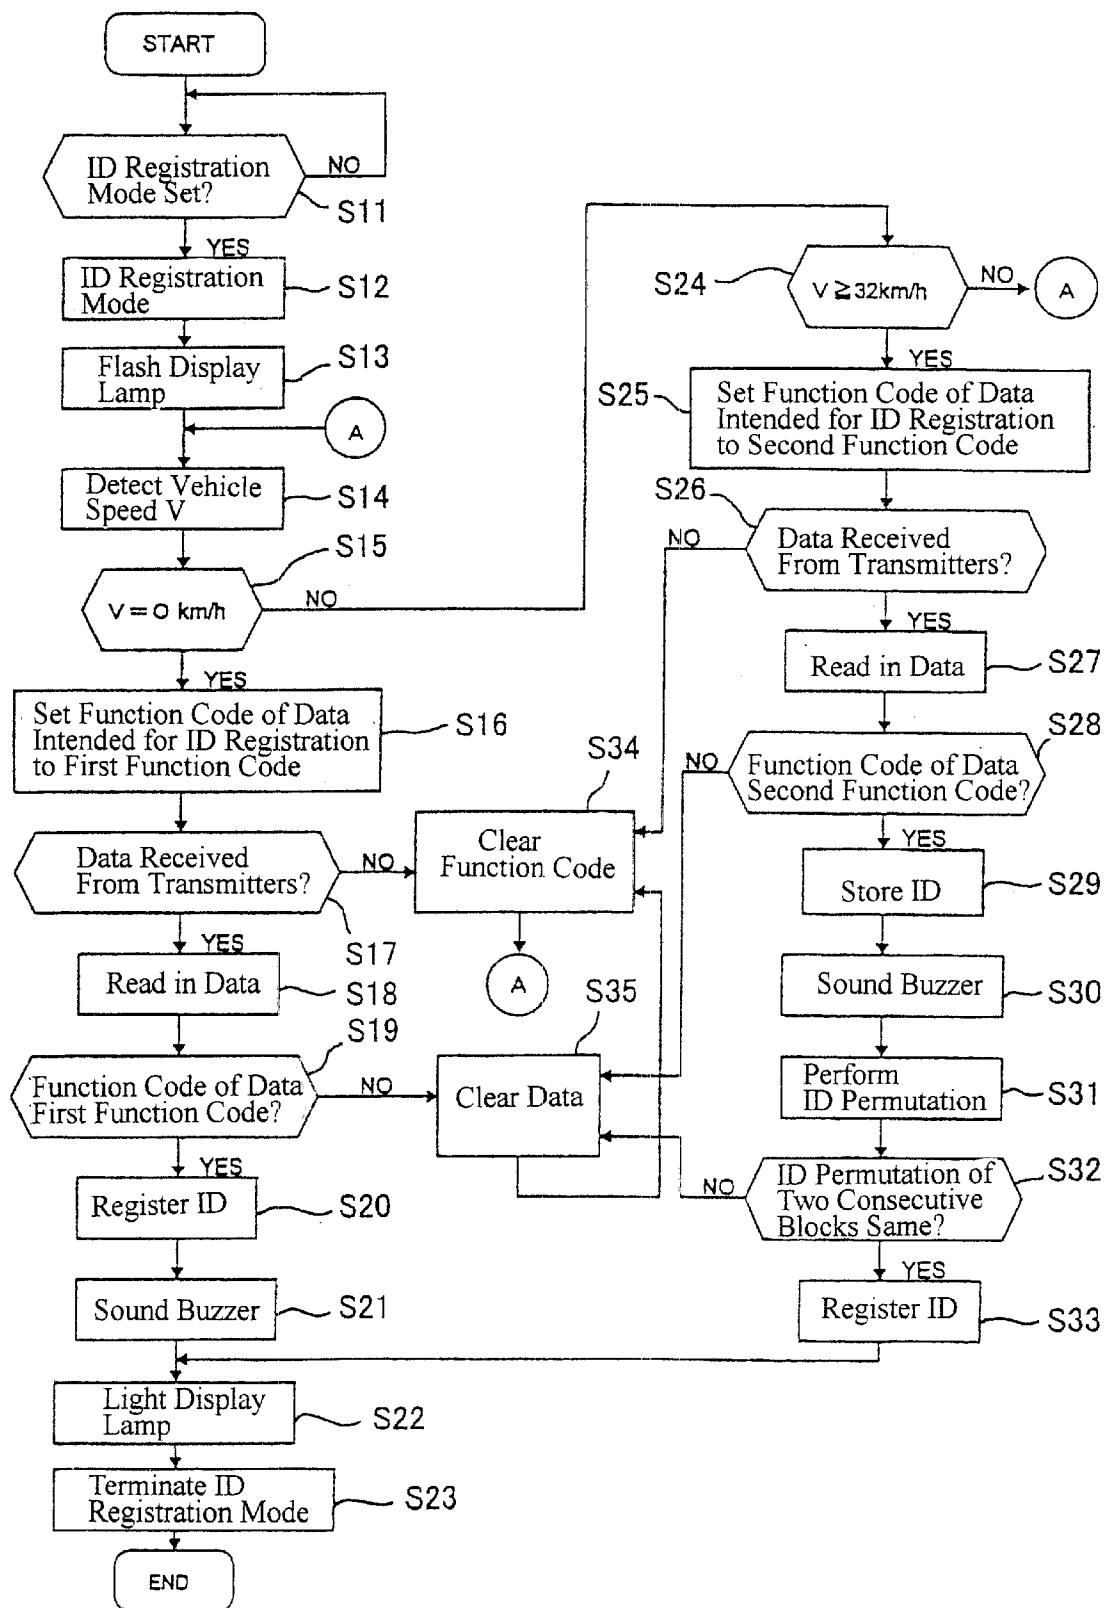 START
ID Registration
Mode Set?
NO
S11
YES
ID Registration
Mode
S12
Flash Display
Lamp
S13
A
Detect Vehicle
Speed V
S14
S15
V = 0 km/h
NO
YES
Set Function Code of Data
Intended for ID Registration
to First Function Code
S16
Data Received
From Transmitters?
NO
S17
YES
Read in Data
S18
S19
Function Code of Data
First Function Code?
NO
YES
Register ID
S20
Sound Buzzer
S21
Light Display
Lamp
S22
Terminate ID
Registration Mode
S23
END
S34
Clear
Function Code
A
S35
Clear Data
S24
V ≧ 32km/h
NO
A
YES
S25
Set Function Code of Data
Intended for ID Registration
to Second Function Code
S26
NO
Data Received
From Transmitters?
YES
Read in Data
S27
S28
NO
Function Code of Data
Second Function Code?
YES
Store ID
S29
Sound Buzzer
S30
Perform
ID Permutation
S31
S32
NO
ID Permutation of
Two Consecutive
Blocks Same?
YES
Register ID
S33